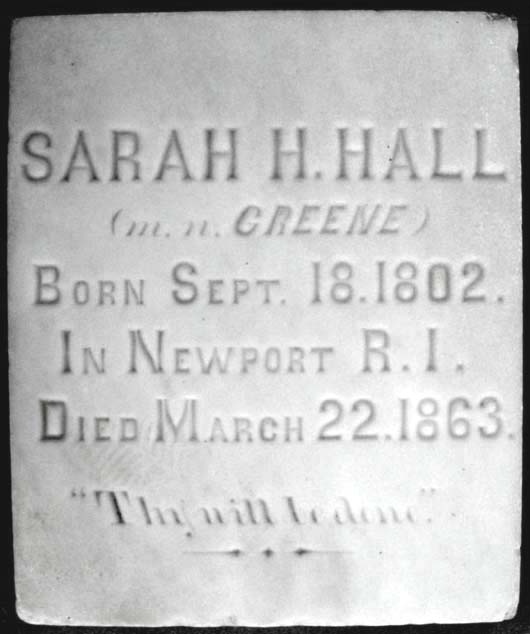 SARAH H. HALL
(m. n. GREENE)
BORN SEPT. 18. 1802.
IN NEWPORT R. I.
DIED MARCH 22. 1863.
"Thy will be done."